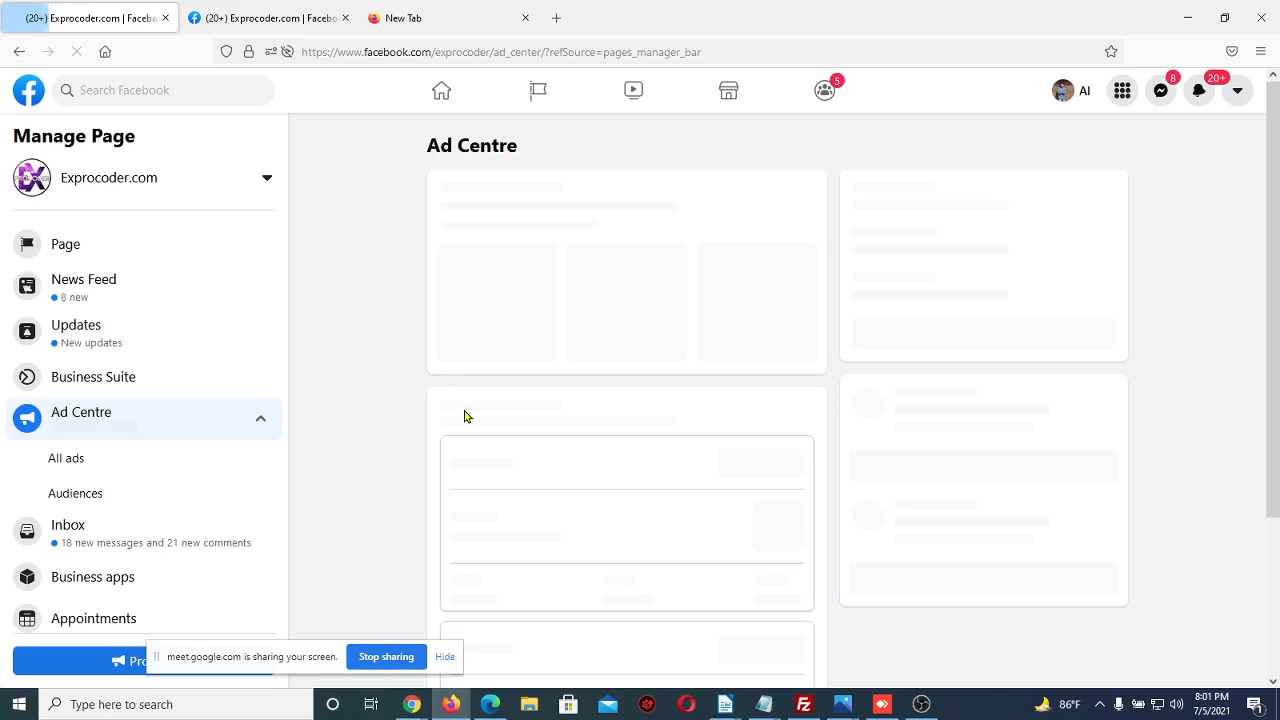 (20+) Exprocoder.com | Facebo
(20+) Exprocoder.com | Facebo
New Tab
https://www.facebook.com/exprocoder/ad_center/?refSource=pages_manager_bar
Search Facebook
5
AI
8
20+
Manage Page
Exprocoder.com
Page
News Feed
8 new
Updates
New updates
Business Suite
Ad Centre
All ads
Audiences
Inbox
18 new messages and 21 new comments
Business apps
Appointments
Pro
Ad Centre
meet.google.com is sharing your screen.
Stop sharing
Hide
Type here to search
86°F
8:01 PM
7/5/2021
1